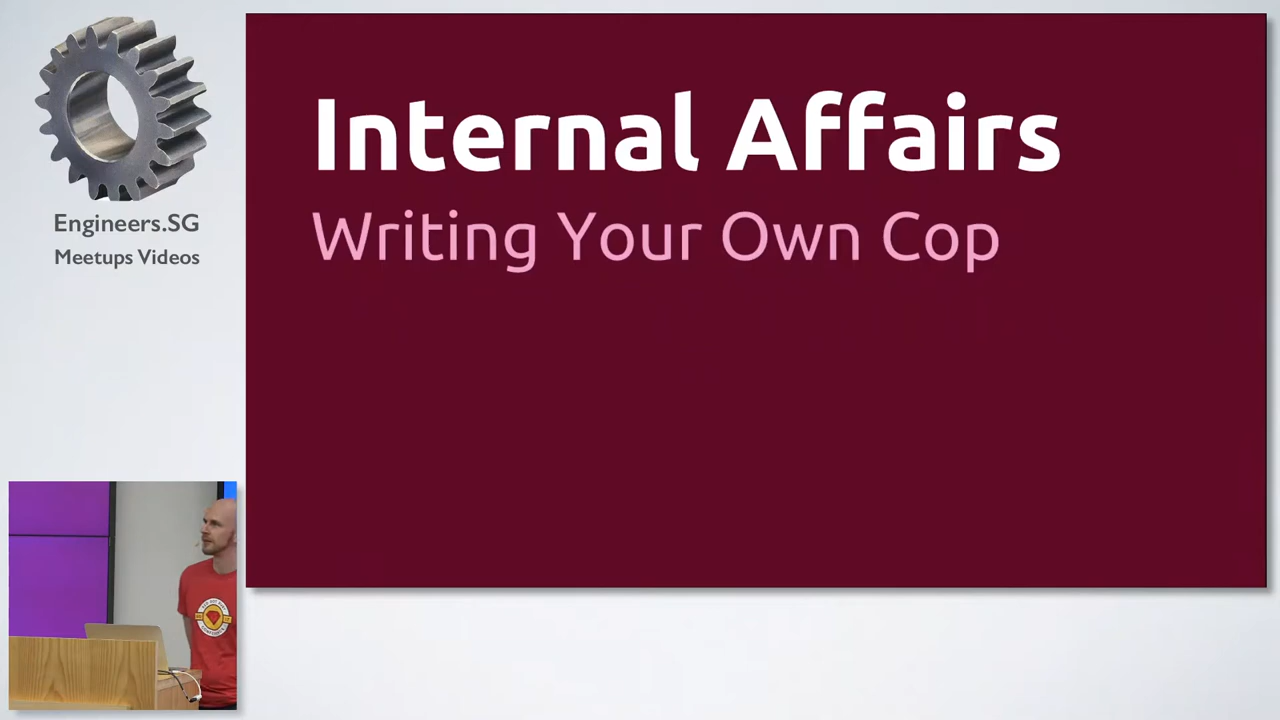 Engineers.SG
Meetups Videos
Internal Affairs
Writing Your Own Cop